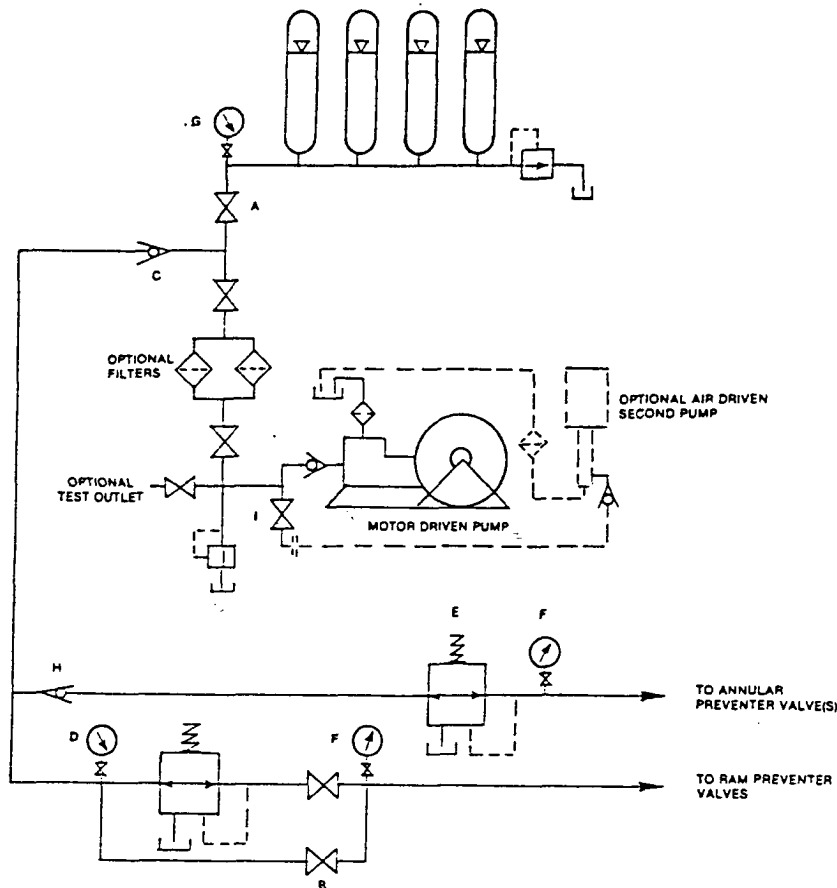 G
A
C
OPTIONAL
FILTERS
OPTIONAL AIR DRIVEN
SECOND PUMP
OPTIONAL
TEST OUTLET
I
MOTOR DRIVEN PUMP
E
F
H
TO ANNULAR
PREVENTER VALVE(S)
D
F
TO RAM PREVENTER
VALVES
B